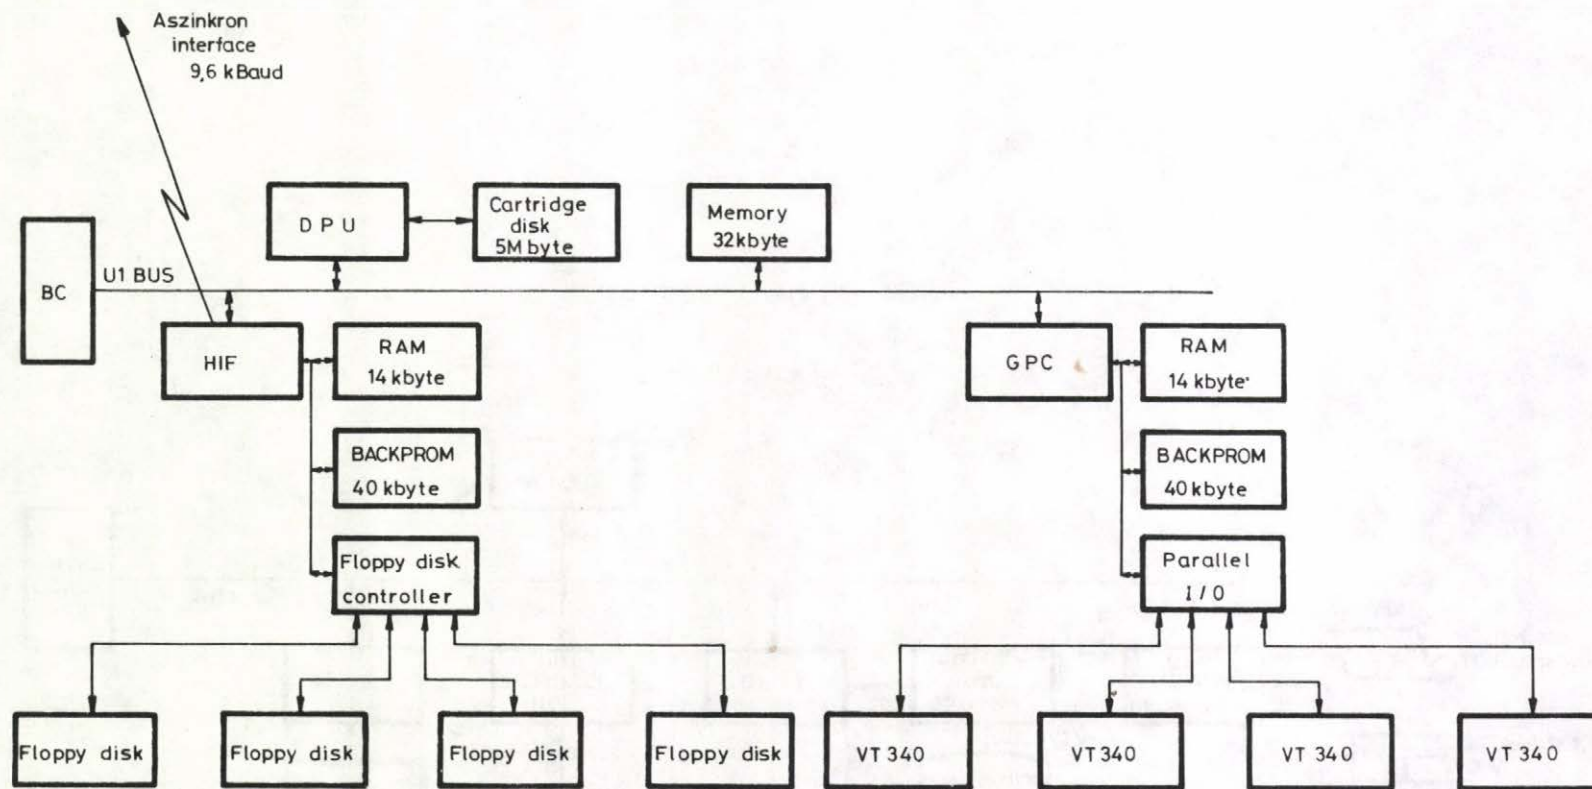 Aszinkron
interface
9,6 kBaud
DPU
Cartridge
disk
5Mbyte
Memory
32kbyte
BC
U1 BUS
HIF
RAM
14 kbyte
GPC
RAM
14 kbyte
BACKPROM
40 kbyte
BACKPROM
40 kbyte
Floppy disk
controller
Parallel
I/O
Floppy disk
Floppy disk
Floppy disk
Floppy disk
VT 340
VT 340
VT 340
VT 340